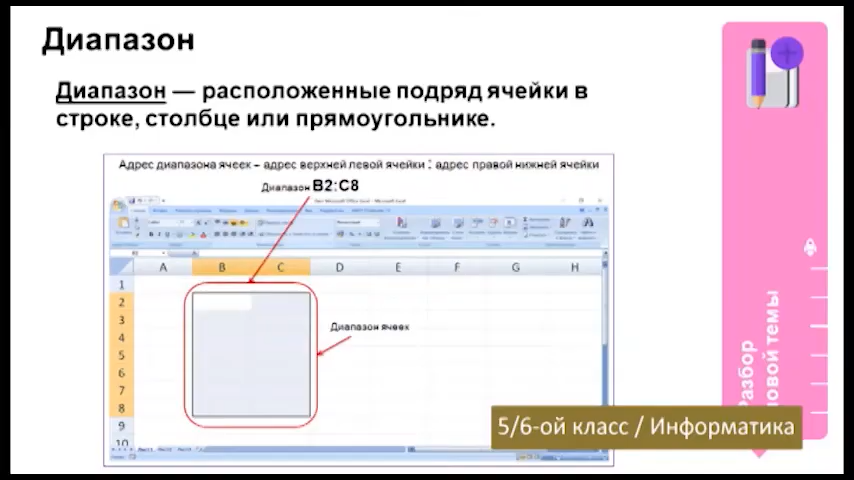 Диапазон
Диапазон — расположенные подряд ячейки в
строке, столбце или прямоугольнике.
Адрес диапазона ячеек – адрес верхней левой ячейки : адрес правой нижней ячейки
Диапазон B2:C8
A B C D E F G H
1
2
3
4
5
6
7
8
9
10
Диапазон ячеек
Разбор
новой темы
5/6-ой класс / Информатика